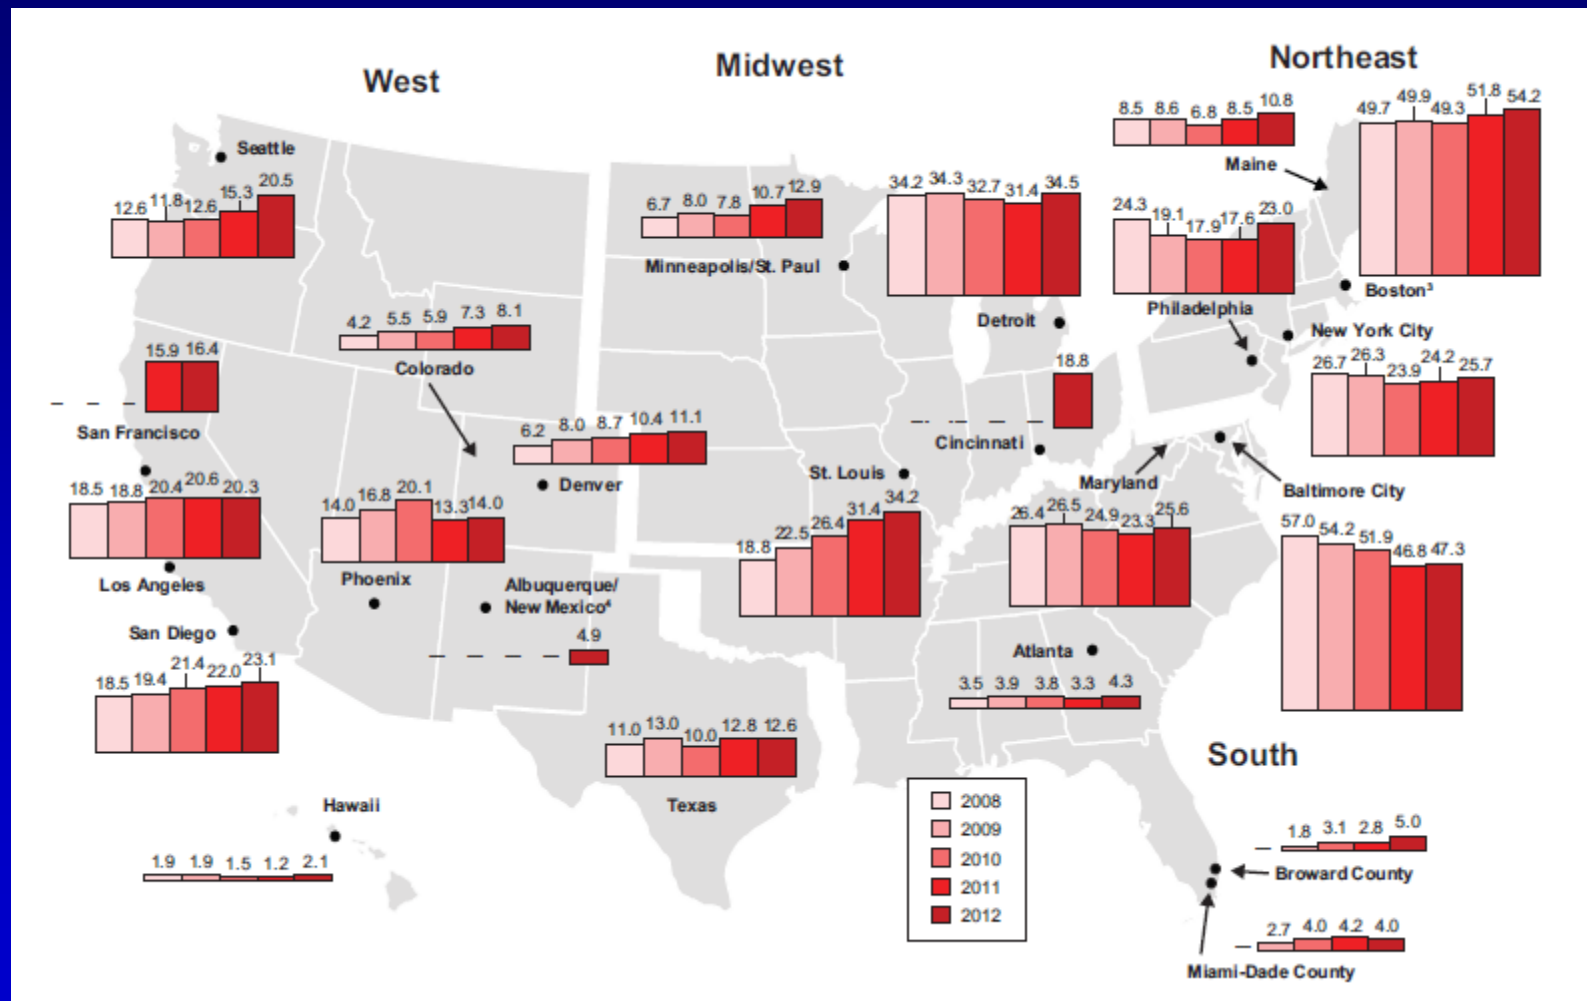 West
Midwest
Northeast
Seattle
12.6 11.8 12.6 15.3 20.5
6.7 8.0 7.8 10.7 12.9
Minneapolis/St. Paul
34.2 34.3 32.7 31.4 34.5
Detroit
8.5 8.6 6.8 8.5 10.8
Maine
49.7 49.9 49.3 51.8 54.2
Boston³
24.3 19.1 17.9 17.6 23.0
Philadelphia
New York City
26.7 26.3 23.9 24.2 25.7
4.2 5.5 5.9 7.3 8.1
Colorado
– – – 15.9 16.4
San Francisco
6.2 8.0 8.7 10.4 11.1
Denver
– – – – 18.8
Cincinnati
St. Louis
18.8 22.5 26.4 31.4 34.2
Maryland
26.4 26.5 24.9 23.3 25.6
Baltimore City
57.0 54.2 51.9 46.8 47.3
18.5 18.8 20.4 20.6 20.3
Los Angeles
14.0 16.8 20.1 13.3 14.0
Phoenix
Albuquerque/
New Mexico⁴
– – – – 4.9
San Diego
18.5 19.4 21.4 22.0 23.1
Atlanta
3.5 3.9 3.8 3.3 4.3
11.0 13.0 10.0 12.8 12.6
Texas
South
Hawaii
1.9 1.9 1.5 1.2 2.1
2008
2009
2010
2011
2012
– 1.8 3.1 2.8 5.0
Broward County
– 2.7 4.0 4.2 4.0
Miami-Dade County